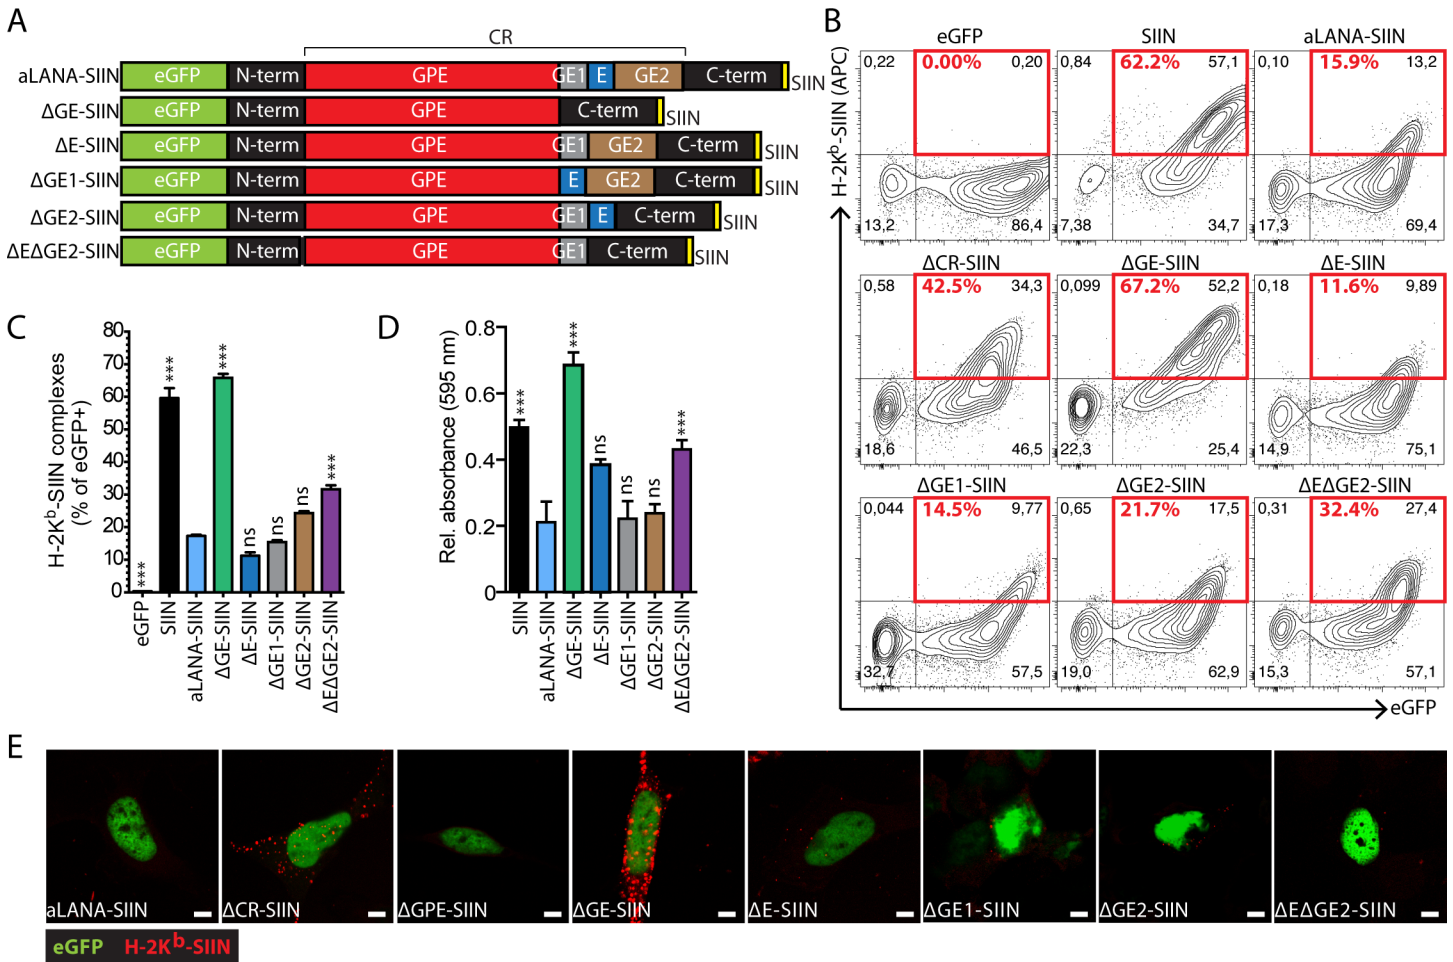 A
CR
aLANA-SIIN eGFP N-term GPE GE1 E GE2 C-term SIIN
ΔGE-SIIN eGFP N-term GPE C-term SIIN
ΔE-SIIN eGFP N-term GPE GE1 GE2 C-term SIIN
ΔGE1-SIIN eGFP N-term GPE E GE2 C-term SIIN
ΔGE2-SIIN eGFP N-term GPE GE1 E C-term SIIN
ΔEΔGE2-SIIN eGFP N-term GPE GE1 C-term SIIN
B
H-2Kᵇ-SIIN (APC)
eGFP SIIN aLANA-SIIN
0,22 0.00% 0,20 0,84 62.2% 57,1 0,10 15.9% 13,2
13,2 86,4 7,38 34,7 17,3 69,4
ΔCR-SIIN ΔGE-SIIN ΔE-SIIN
0,58 42.5% 34,3 0,099 67.2% 52,2 0,18 11.6% 9,89
18,6 46,5 22,3 25,4 14,9 75,1
ΔGE1-SIIN ΔGE2-SIIN ΔEΔGE2-SIIN
0,044 14.5% 9,77 0,65 21.7% 17,5 0,31 32.4% 27,4
32,7 57,5 19,0 62,9 15,3 57,1
eGFP
C
H-2Kᵇ-SIIN complexes
(% of eGFP+)
80
70
60
50
40
30
20
10
0
*** *** *** ns ns ns ***
eGFP SIIN aLANA-SIIN ΔGE-SIIN ΔE-SIIN ΔGE1-SIIN ΔGE2-SIIN ΔEΔGE2-SIIN
D
Rel. absorbance (595 nm)
0.8
0.6
0.4
0.2
0
*** *** ns ns ns ***
SIIN aLANA-SIIN ΔGE-SIIN ΔE-SIIN ΔGE1-SIIN ΔGE2-SIIN ΔEΔGE2-SIIN
E
aLANA-SIIN ΔCR-SIIN ΔGPE-SIIN ΔGE-SIIN ΔE-SIIN ΔGE1-SIIN ΔGE2-SIIN ΔEΔGE2-SIIN
eGFP H-2Kᵇ-SIIN